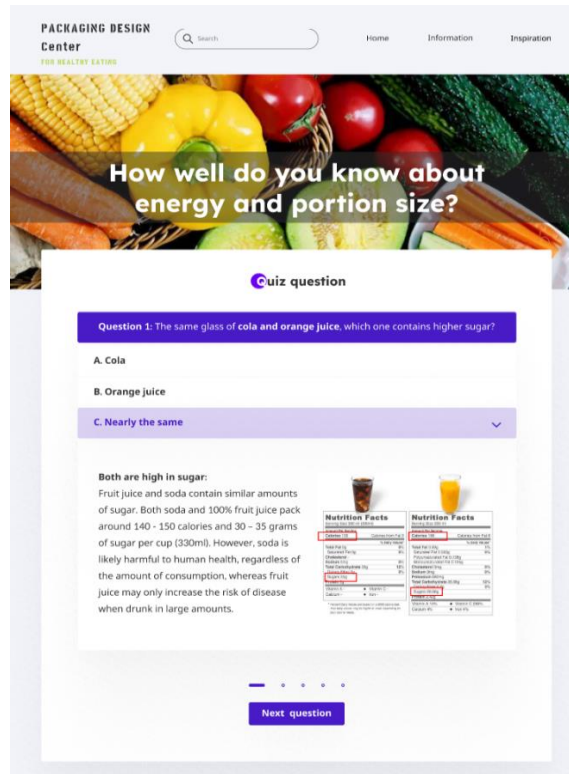 PACKAGING DESIGN
Center
FOR HEALTHY EATING
Search
Home
Information
Inspiration
How well do you know about
energy and portion size?
Quiz question
Question 1: The same glass of cola and orange juice, which one contains higher sugar?
A. Cola
B. Orange juice
C. Nearly the same
Both are high in sugar:
Fruit juice and soda contain similar amounts
of sugar. Both soda and 100% fruit juice pack
around 140 - 150 calories and 30 – 35 grams
of sugar per cup (330ml). However, soda is
likely harmful to human health, regardless of
the amount of consumption, whereas fruit
juice may only increase the risk of disease
when drunk in large amounts.
Nutrition Facts
Nutrition Facts
Next question